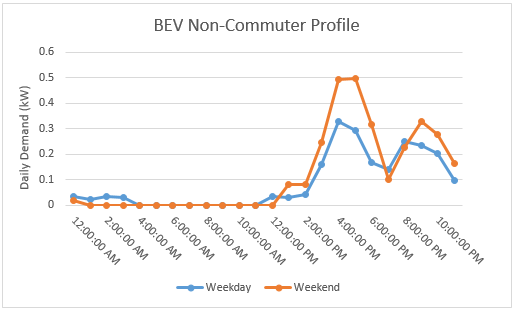 BEV Non-Commuter Profile
Daily Demand (kW)
0.6
0.5
0.4
0.3
0.2
0.1
0
12:00:00 AM
2:00:00 AM
4:00:00 AM
6:00:00 AM
8:00:00 AM
10:00:00 AM
12:00:00 PM
2:00:00 PM
4:00:00 PM
6:00:00 PM
8:00:00 PM
10:00:00 PM
Weekday Weekend